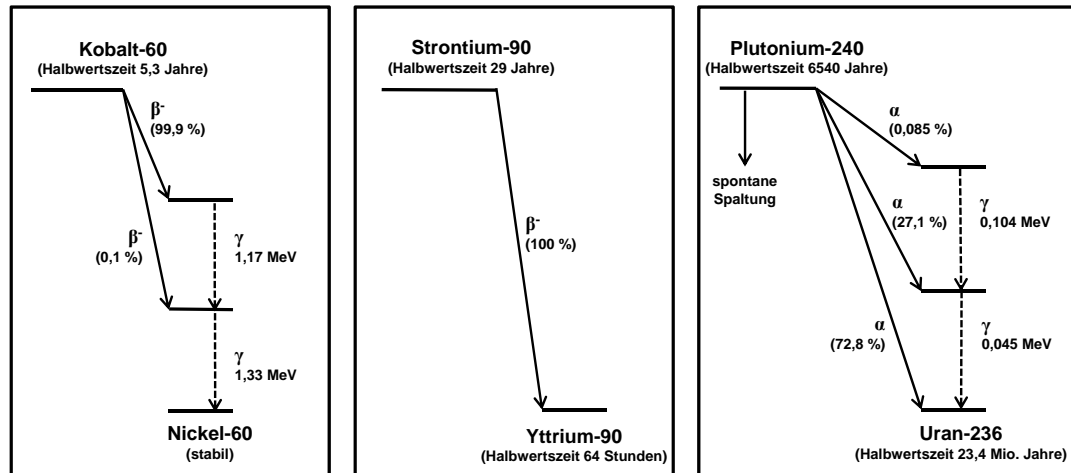 Kobalt-60
(Halbwertszeit 5,3 Jahre)
β-
(99,9 %)
β-
(0,1 %)
γ
1,17 MeV
γ
1,33 MeV
Nickel-60
(stabil)
Strontium-90
(Halbwertszeit 29 Jahre)
β-
(100 %)
Yttrium-90
(Halbwertszeit 64 Stunden)
Plutonium-240
(Halbwertszeit 6540 Jahre)
α
(0,085 %)
spontane
Spaltung
α
(27,1 %)
γ
0,104 MeV
α
(72,8 %)
γ
0,045 MeV
Uran-236
(Halbwertszeit 23,4 Mio. Jahre)